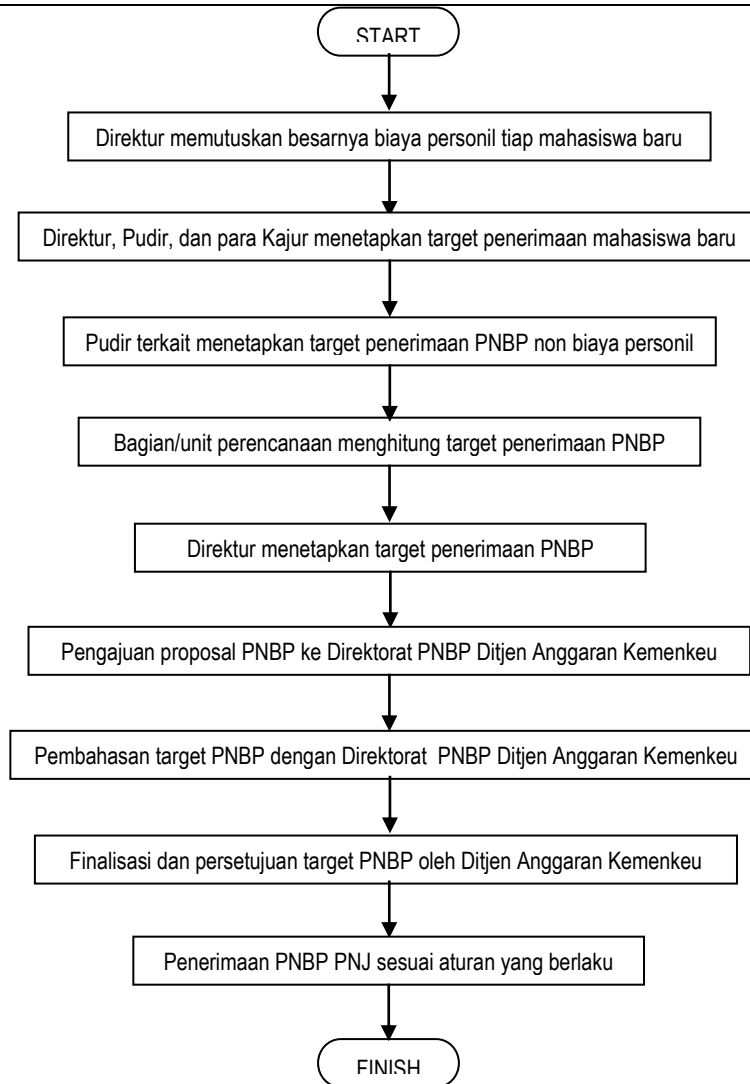 START
Direktur memutuskan besarnya biaya personil tiap mahasiswa baru
Direktur, Pudir, dan para Kajur menetapkan target penerimaan mahasiswa baru
Pudir terkait menetapkan target penerimaan PNBP non biaya personil
Bagian/unit perencanaan menghitung target penerimaan PNBP
Direktur menetapkan target penerimaan PNBP
Pengajuan proposal PNBP ke Direktorat PNBP Ditjen Anggaran Kemenkeu
Pembahasan target PNBP dengan Direktorat PNBP Ditjen Anggaran Kemenkeu
Finalisasi dan persetujuan target PNBP oleh Ditjen Anggaran Kemenkeu
Penerimaan PNBP PNJ sesuai aturan yang berlaku
FINISH